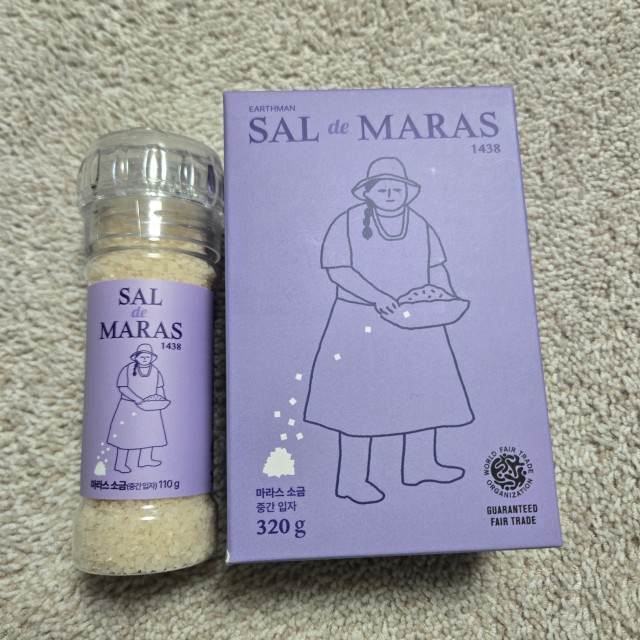 EARTHMAN
SAL de MARAS
1438
마라스 소금
중간 입자
320 g
WORLD FAIR TRADE
ORGANIZATION
GUARANTEED
FAIR TRADE
SAL
de
MARAS
1438
마라스 소금(중간 입자) 110 g